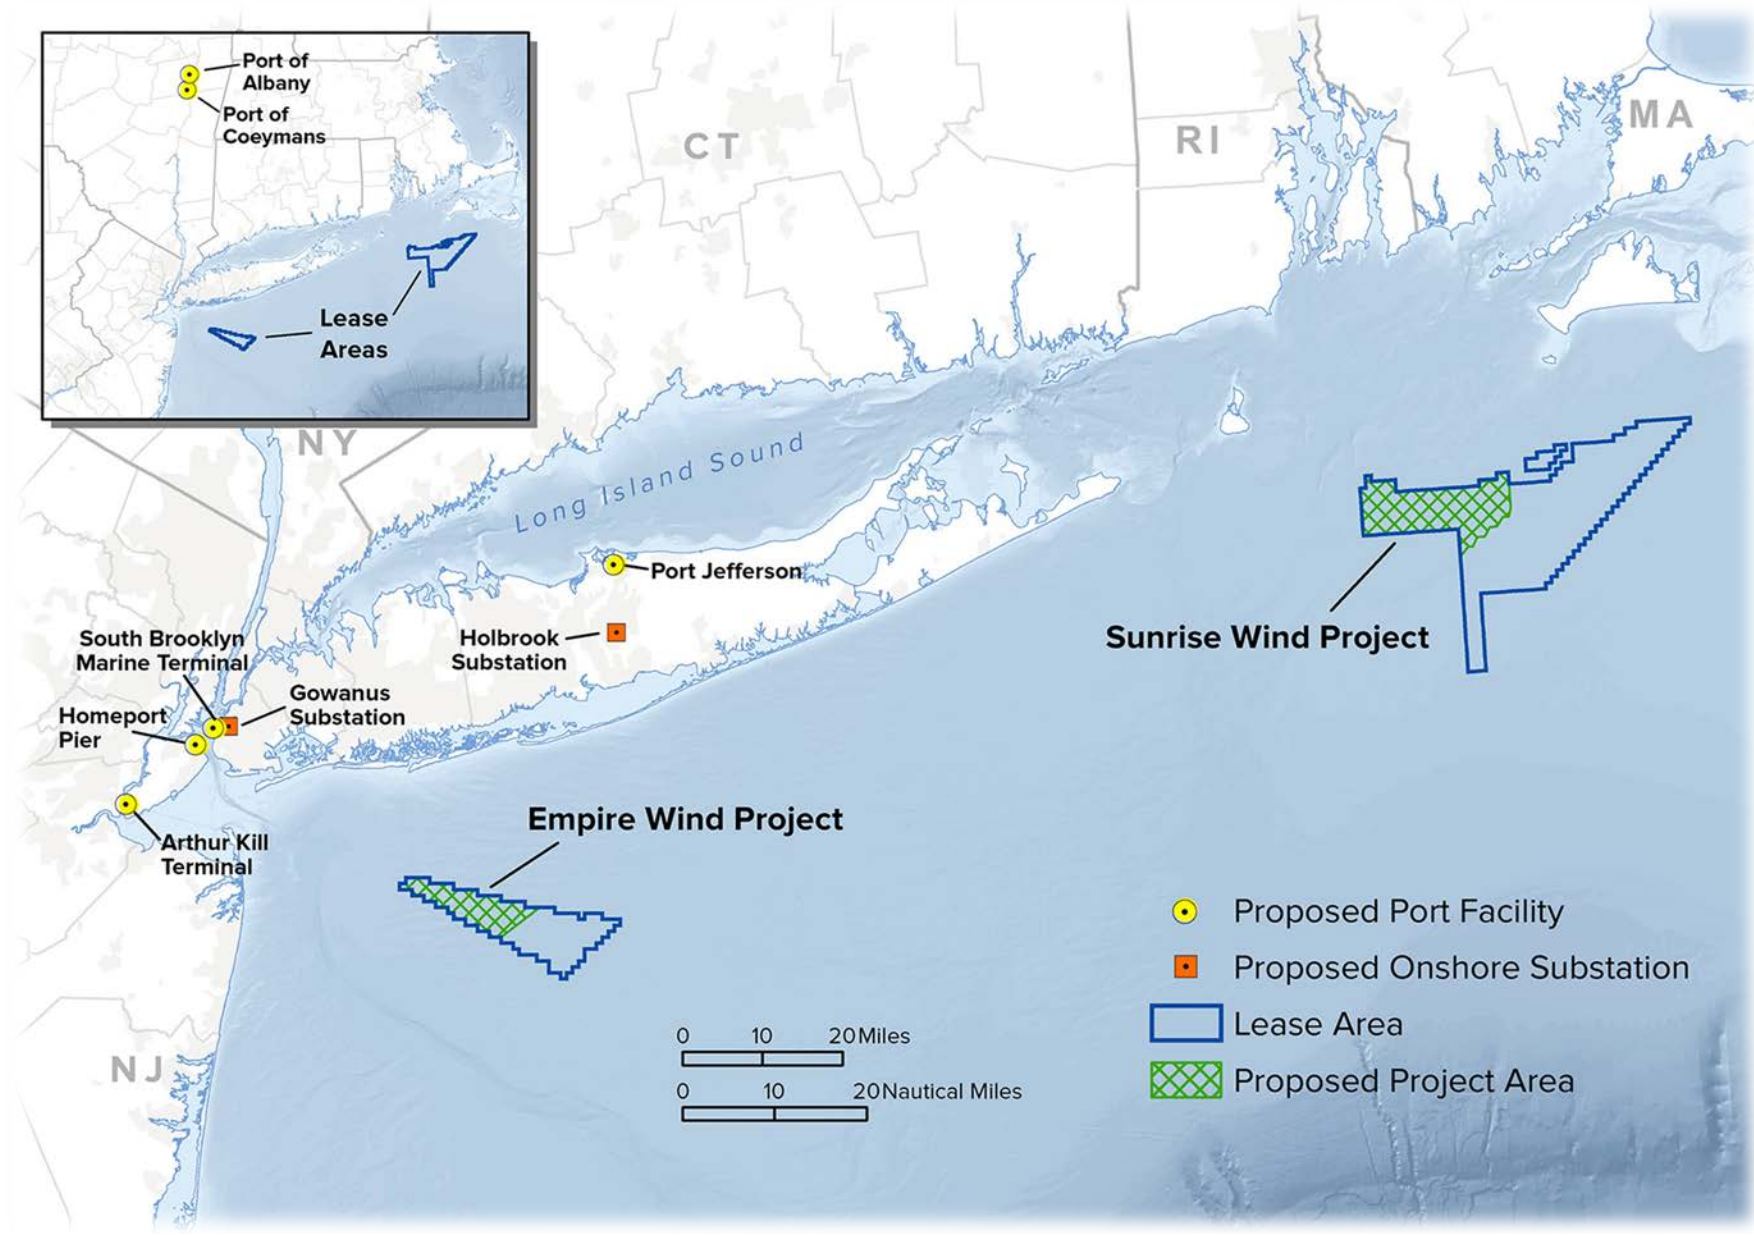 Port of
Albany
Port of
Coeymans
Lease
Areas
CT
RI
MA
NY
Long Island Sound
Port Jefferson
Holbrook
Substation
South Brooklyn
Marine Terminal
Gowanus
Substation
Homeport
Pier
Arthur Kill
Terminal
Sunrise Wind Project
Empire Wind Project
NJ
0 10 20 Miles
0 10 20 Nautical Miles
Proposed Port Facility
Proposed Onshore Substation
Lease Area
Proposed Project Area